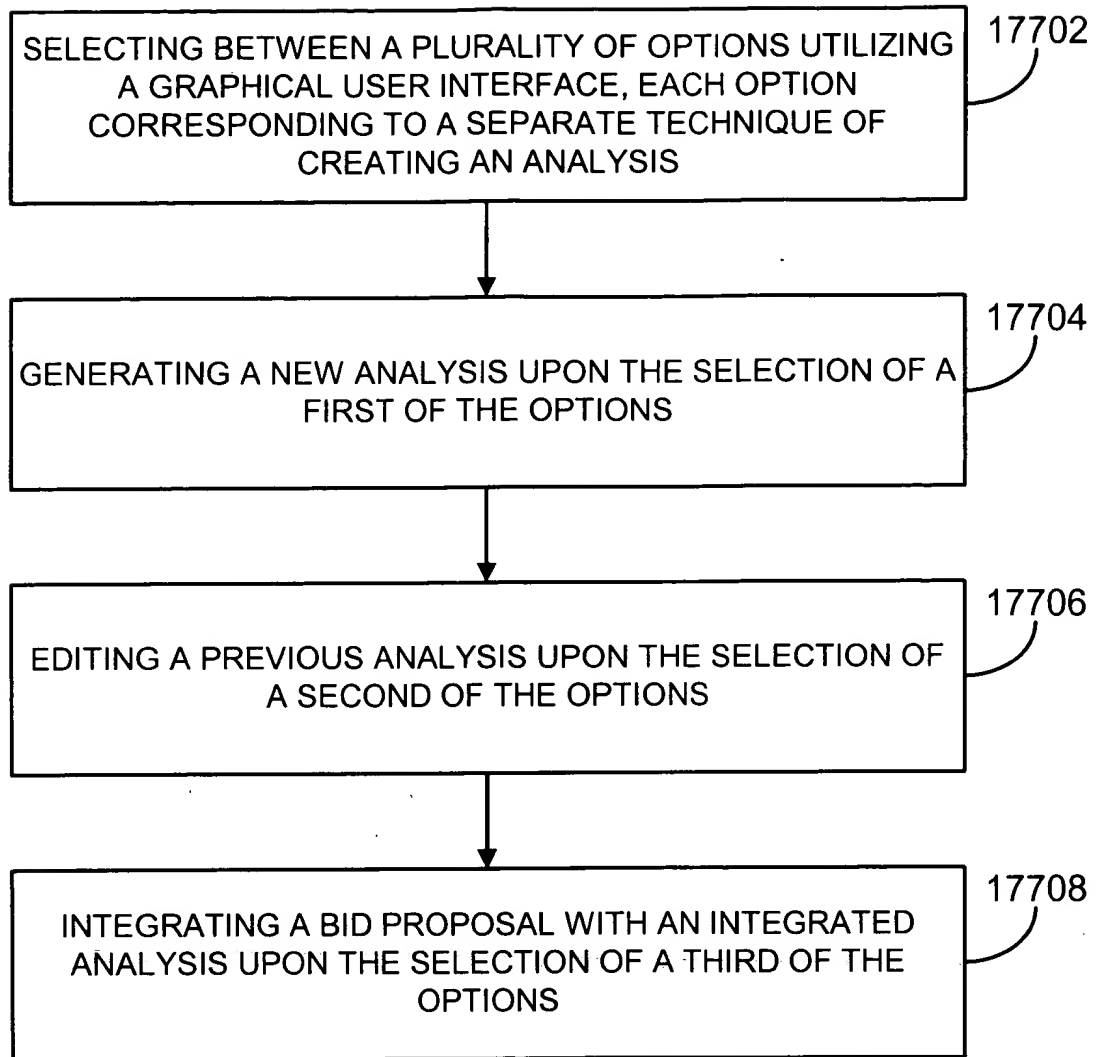 17702
SELECTING BETWEEN A PLURALITY OF OPTIONS UTILIZING
A GRAPHICAL USER INTERFACE, EACH OPTION
CORRESPONDING TO A SEPARATE TECHNIQUE OF
CREATING AN ANALYSIS
17704
GENERATING A NEW ANALYSIS UPON THE SELECTION OF A
FIRST OF THE OPTIONS
17706
EDITING A PREVIOUS ANALYSIS UPON THE SELECTION OF
A SECOND OF THE OPTIONS
17708
INTEGRATING A BID PROPOSAL WITH AN INTEGRATED
ANALYSIS UPON THE SELECTION OF A THIRD OF THE
OPTIONS